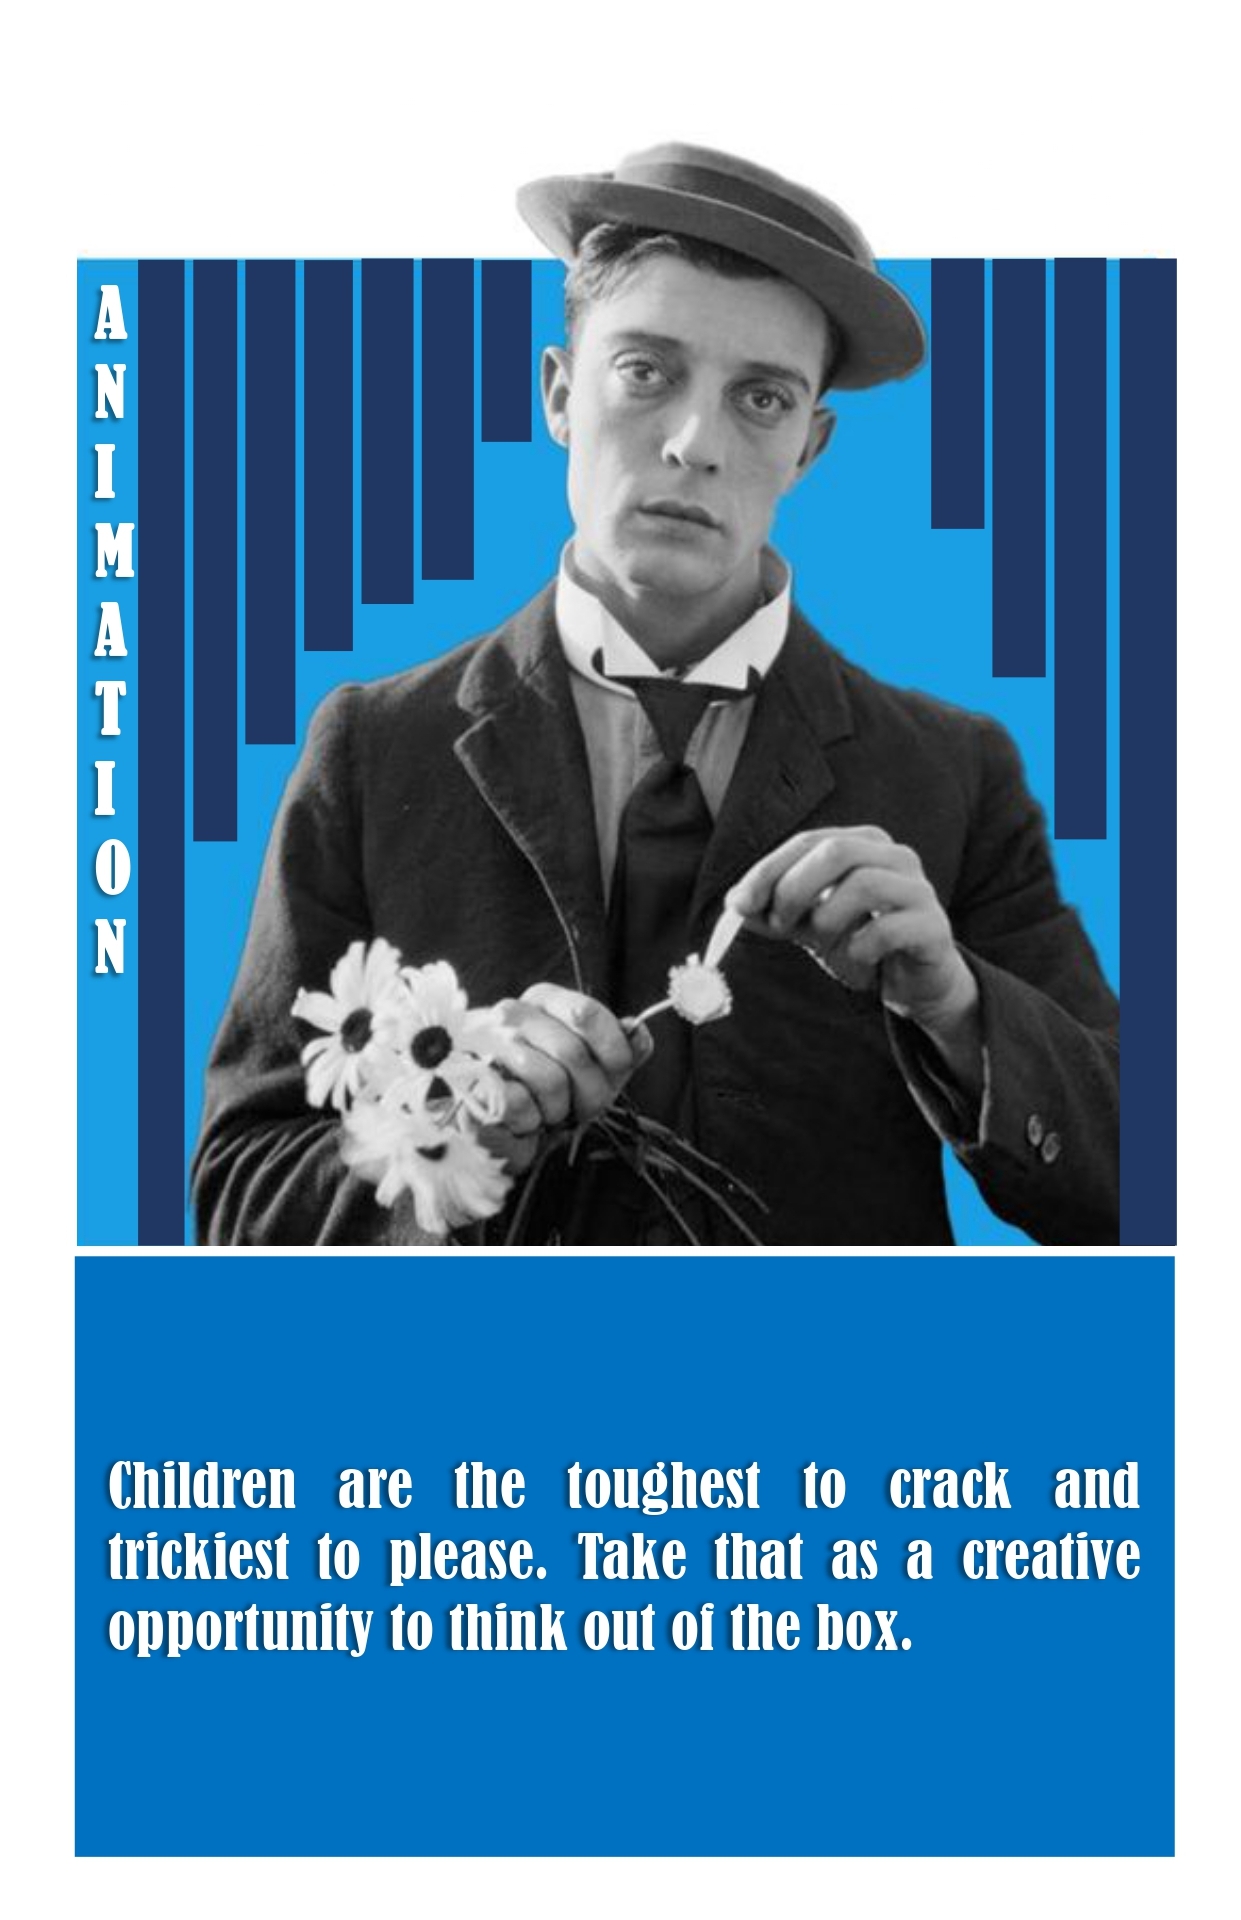 ANIMATION
Children are the toughest to crack and
trickiest to please. Take that as a creative
opportunity to think out of the box.